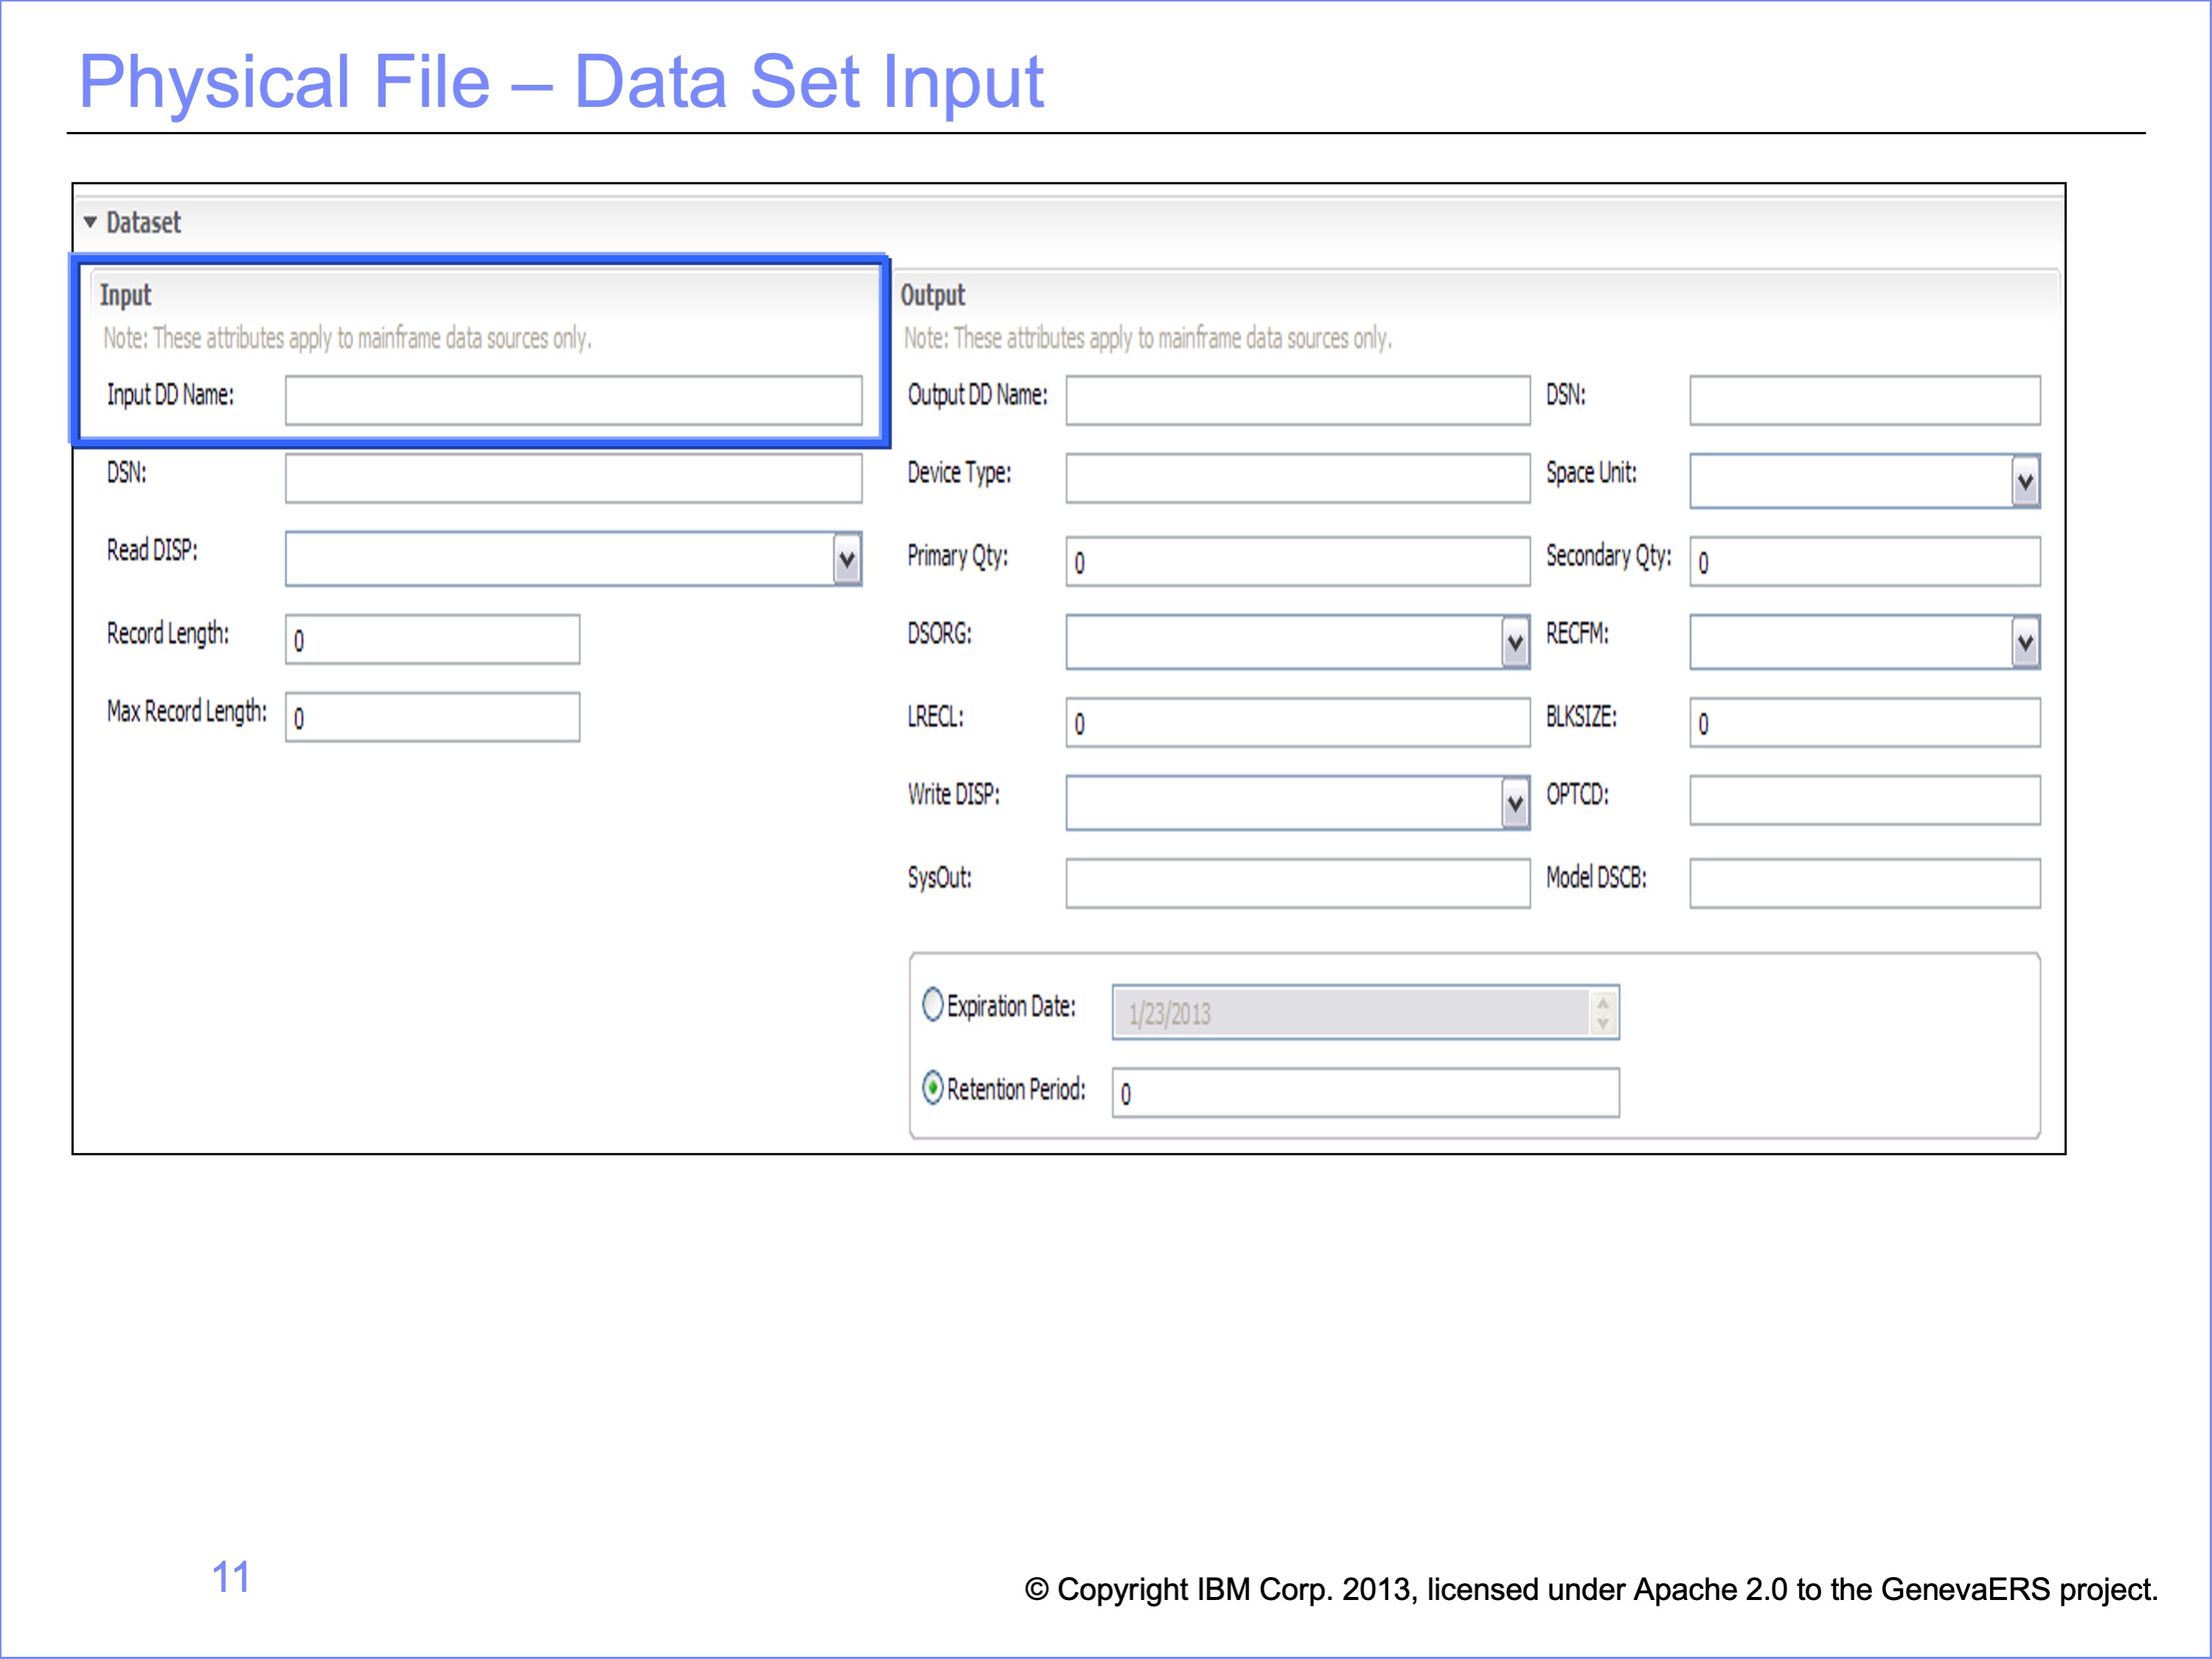 Physical File – Data Set Input
Dataset
Input
Note: These attributes apply to mainframe data sources only.
Input DD Name:
DSN:
Read DISP:
Record Length: 0
Max Record Length: 0
Output
Note: These attributes apply to mainframe data sources only.
Output DD Name: DSN:
Device Type: Space Unit:
Primary Qty: 0 Secondary Qty: 0
DSORG: RECFM:
LRECL: 0 BLKSIZE: 0
Write DISP: OPTCD:
SysOut: Model DSCB:
Expiration Date: 1/23/2013
Retention Period: 0
11
© Copyright IBM Corp. 2013, licensed under Apache 2.0 to the GenevaERS project.